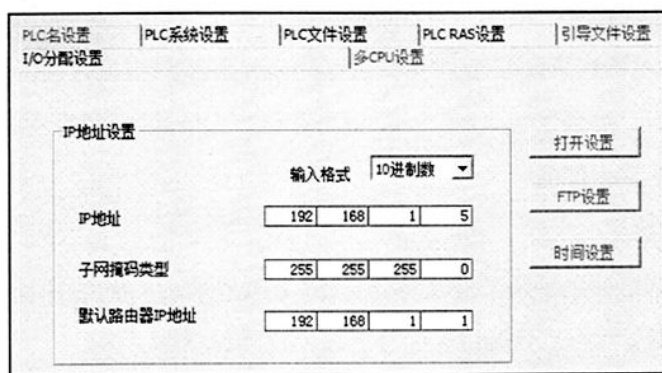 PLC名设置 PLC系统设置 PLC文件设置 PLC RAS设置 引导文件设置
I/O分配设置 多CPU设置
IP地址设置
打开设置
输入格式 10进制数
FTP设置
IP地址 192 168 1 5
时间设置
子网掩码类型 255 255 255 0
默认路由器IP地址 192 168 1 1